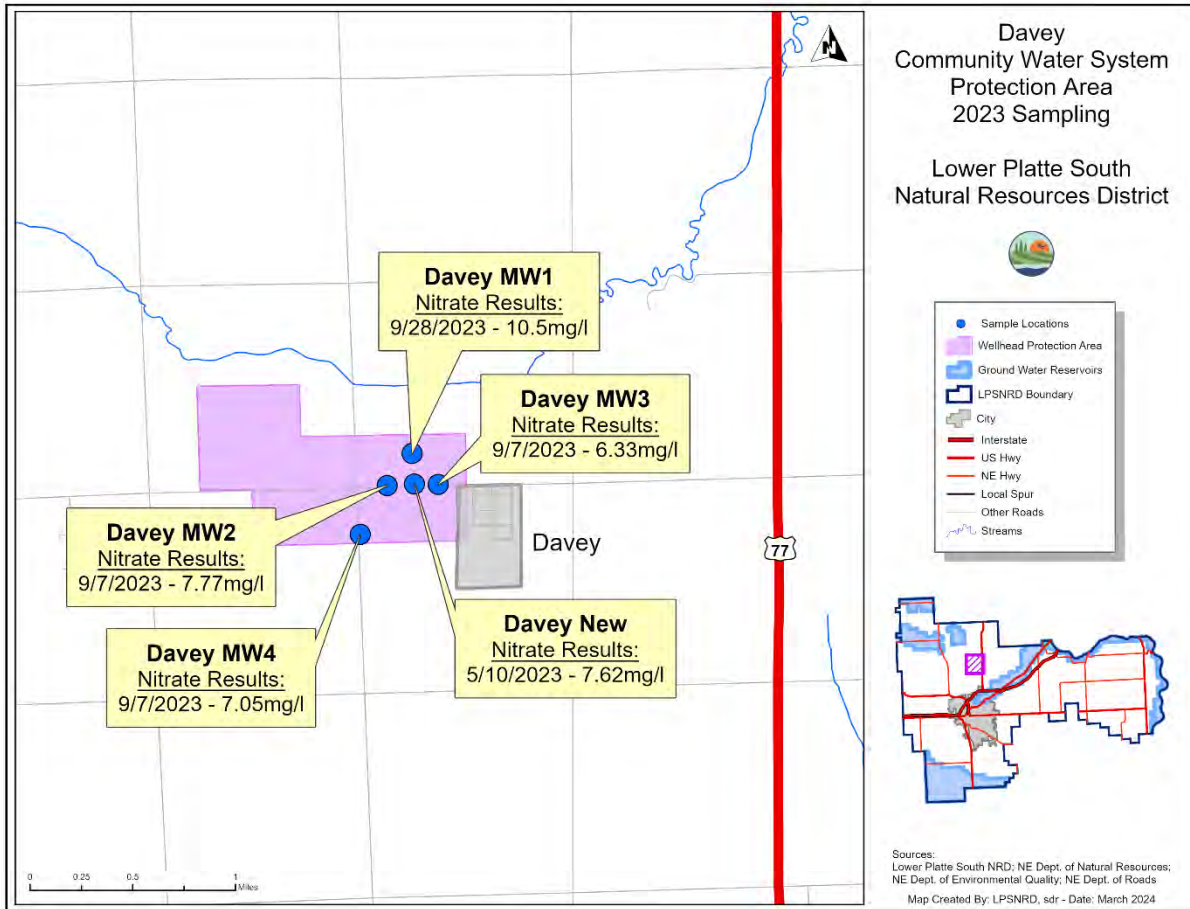 Davey
Community Water System
Protection Area
2023 Sampling
Lower Platte South
Natural Resources District
N
Davey MW1
Nitrate Results:
9/28/2023 - 10.5mg/l
Davey MW3
Nitrate Results:
9/7/2023 - 6.33mg/l
Davey MW2
Nitrate Results:
9/7/2023 - 7.77mg/l
Davey
77
Davey MW4
Nitrate Results:
9/7/2023 - 7.05mg/l
Davey New
Nitrate Results:
5/10/2023 - 7.62mg/l
0 0.25 0.5 1
Miles
Sample Locations
Wellhead Protection Area
Ground Water Reservoirs
LPSNRD Boundary
City
Interstate
US Hwy
NE Hwy
Local Spur
Other Roads
Streams
Sources:
Lower Platte South NRD; NE Dept. of Natural Resources;
NE Dept. of Environmental Quality; NE Dept. of Roads
Map Created By: LPSNRD, sdr - Date: March 2024